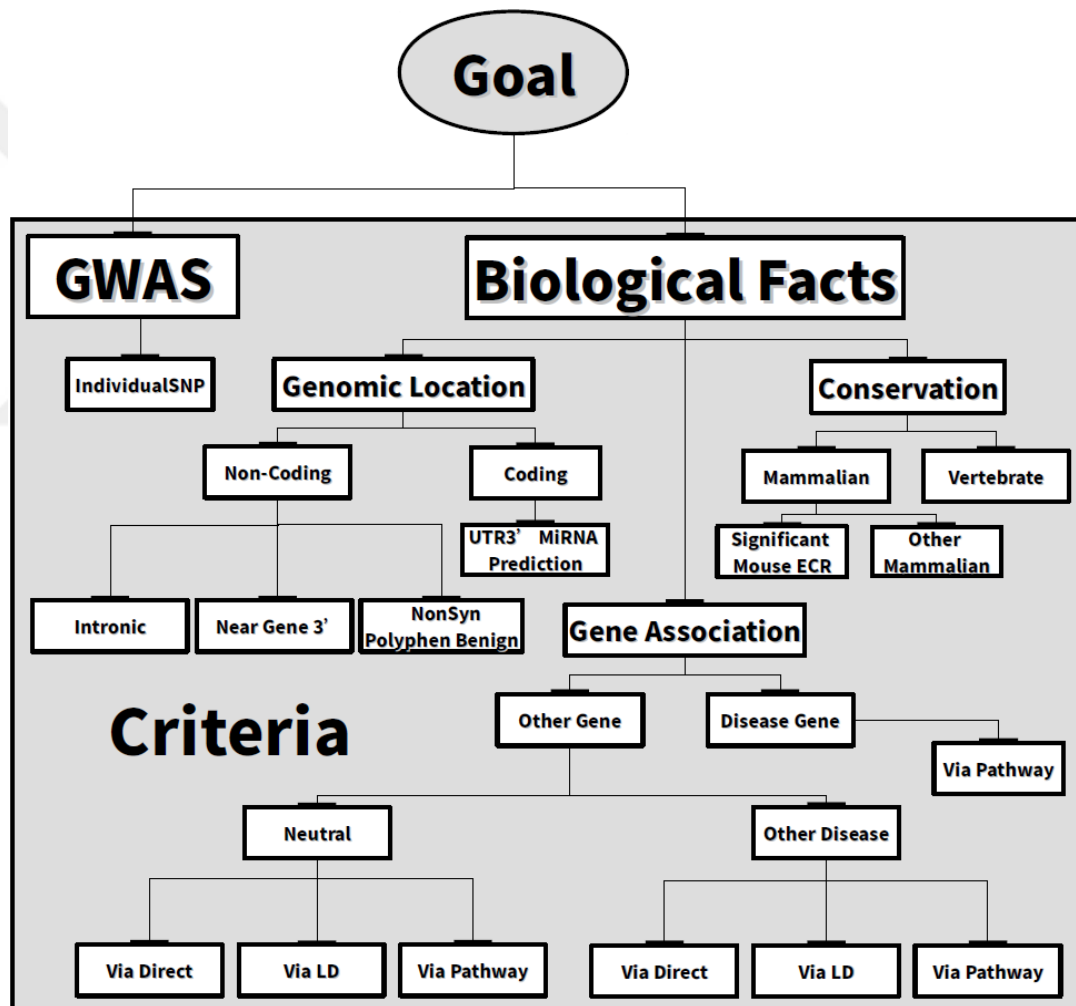 Goal
GWAS
Biological Facts
IndividualSNP
Genomic Location
Conservation
Non-Coding
Coding
Mammalian
Vertebrate
UTR3’ MiRNA
Prediction
Significant
Mouse ECR
Other
Mammalian
Intronic
Near Gene 3’
NonSyn
Polyphen Benign
Gene Association
Criteria
Other Gene
Disease Gene
Via Pathway
Neutral
Other Disease
Via Direct
Via LD
Via Pathway
Via Direct
Via LD
Via Pathway